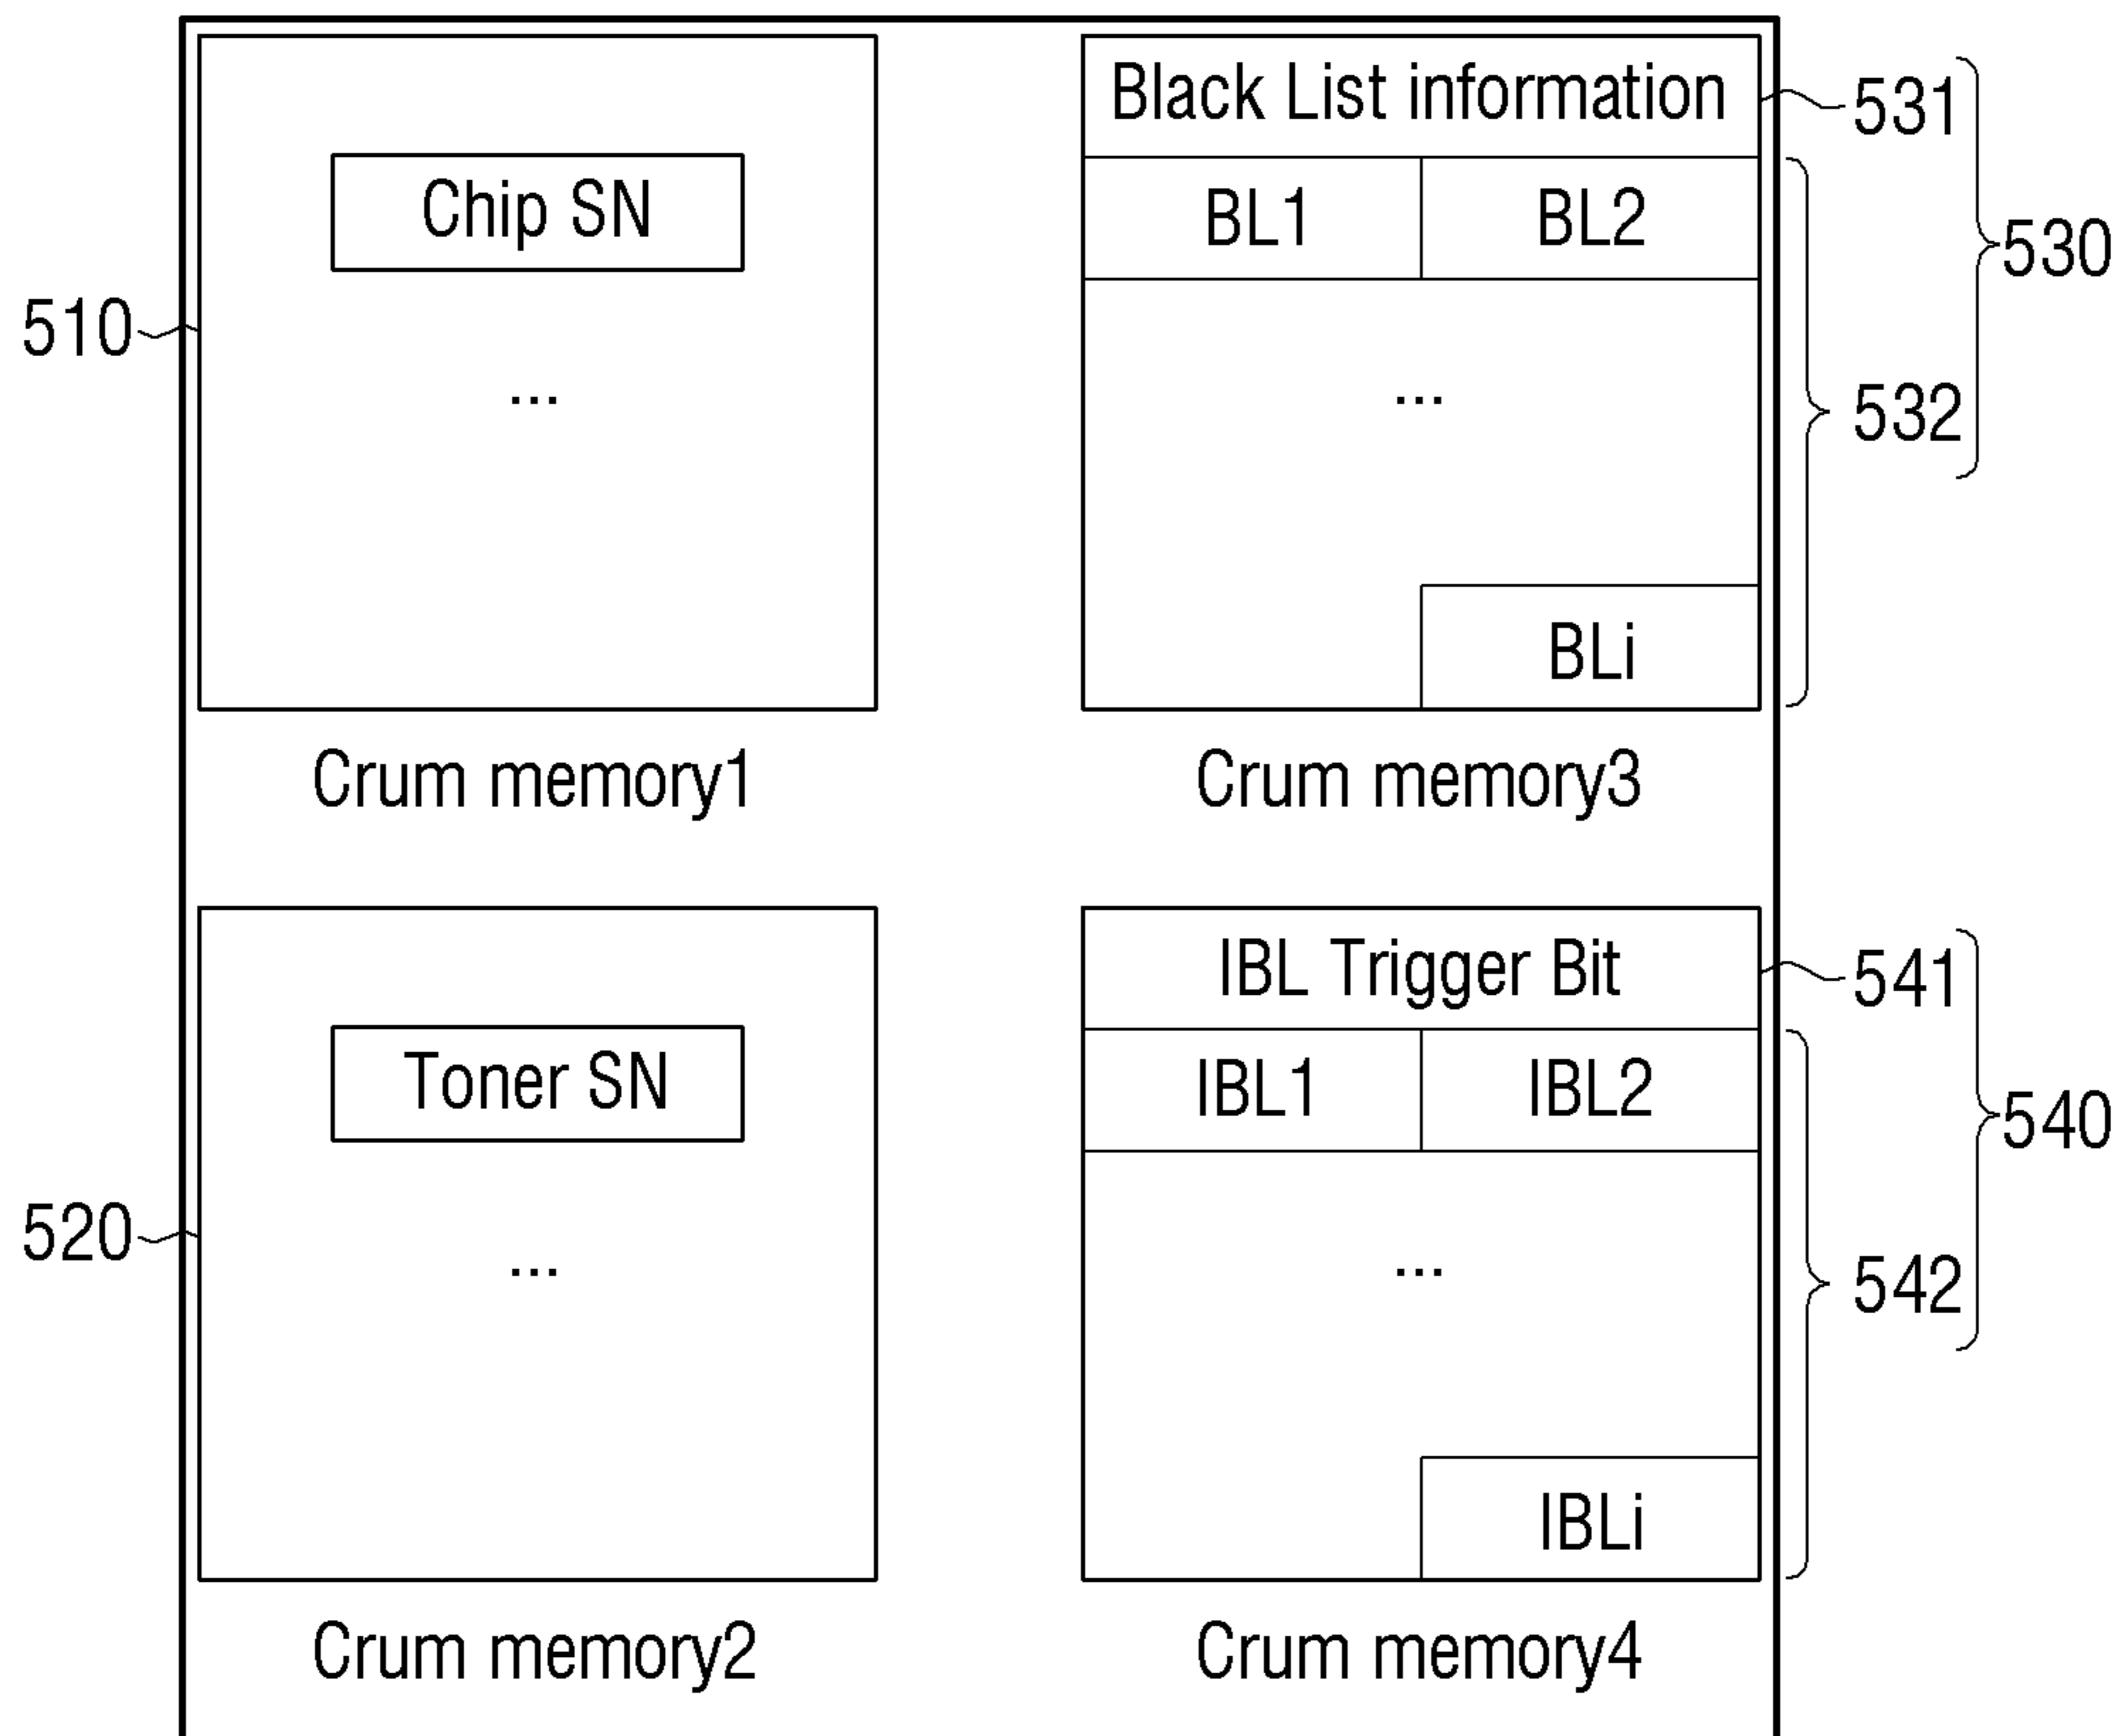 Black List information
531
Chip SN
BL1
BL2
530
510
...
...
532
BLi
Crum memory1
Crum memory3
IBL Trigger Bit
541
Toner SN
IBL1
IBL2
540
520
...
...
542
IBLi
Crum memory2
Crum memory4